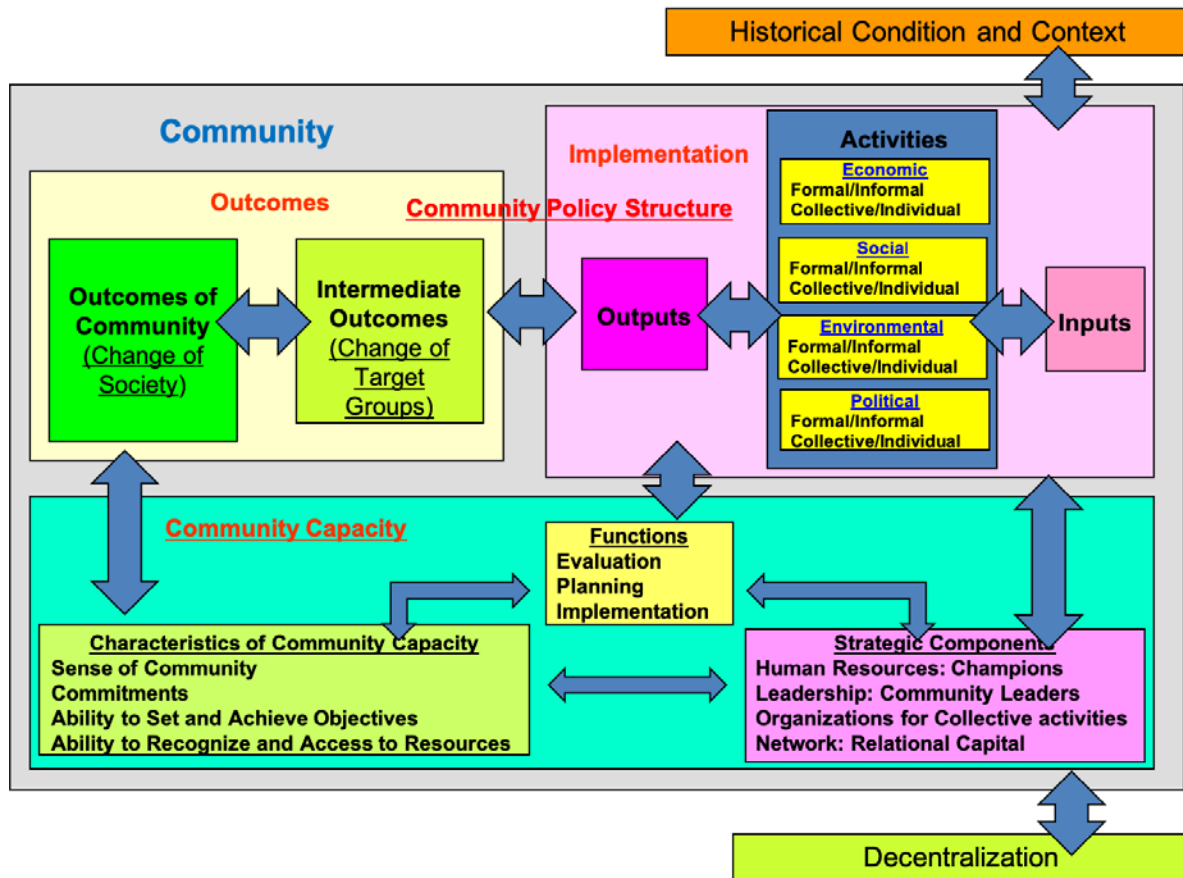 Historical Condition and Context
Community
Implementation
Activities
Economic
Formal/Informal
Collective/Individual
Outcomes
Community Policy Structure
Social
Formal/Informal
Collective/Individual
Outcomes of
Community
(Change of
Society)
Intermediate
Outcomes
(Change of
Target
Groups)
Outputs
Environmental
Formal/Informal
Collective/Individual
Inputs
Political
Formal/Informal
Collective/Individual
Community Capacity
Functions
Evaluation
Planning
Implementation
Characteristics of Community Capacity
Sense of Community
Commitments
Ability to Set and Achieve Objectives
Ability to Recognize and Access to Resources
Strategic Components
Human Resources: Champions
Leadership: Community Leaders
Organizations for Collective activities
Network: Relational Capital
Decentralization